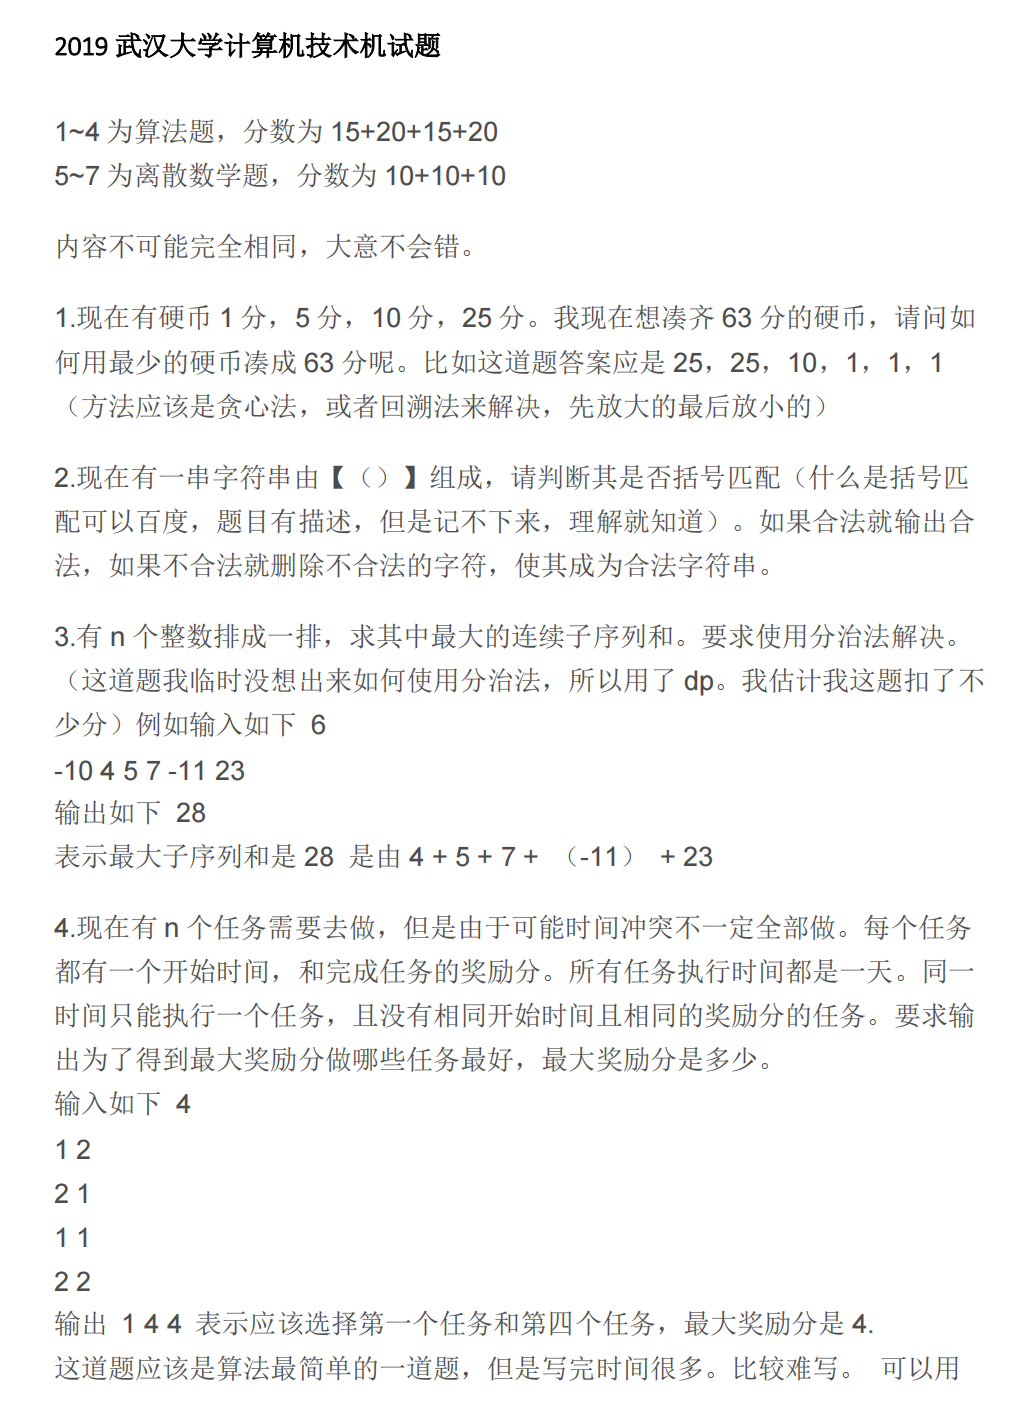 2019 武汉大学计算机技术机试题
1~4 为算法题，分数为 15+20+15+20
5~7 为离散数学题，分数为 10+10+10
内容不可能完全相同，大意不会错。
1.现在有硬币 1 分，5 分，10 分，25 分。我现在想凑齐 63 分的硬币，请问如
何用最少的硬币凑成 63 分呢。比如这道题答案应是 25，25，10，1，1，1
（方法应该是贪心法，或者回溯法来解决，先放大的最后放小的）
2.现在有一串字符串由【（）】组成，请判断其是否括号匹配（什么是括号匹
配可以百度，题目有描述，但是记不下来，理解就知道）。如果合法就输出合
法，如果不合法就删除不合法的字符，使其成为合法字符串。
3.有 n 个整数排成一排，求其中最大的连续子序列和。要求使用分治法解决。
（这道题我临时没想出来如何使用分治法，所以用了 dp。我估计我这题扣了不
少分）例如输入如下 6
-10 4 5 7 -11 23
输出如下 28
表示最大子序列和是 28 是由 4 + 5 + 7 + （-11） + 23
4.现在有 n 个任务需要去做，但是由于可能时间冲突不一定全部做。每个任务
都有一个开始时间，和完成任务的奖励分。所有任务执行时间都是一天。同一
时间只能执行一个任务，且没有相同开始时间且相同的奖励分的任务。要求输
出为了得到最大奖励分做哪些任务最好，最大奖励分是多少。
输入如下 4
1 2
2 1
1 1
2 2
输出 1 4 4 表示应该选择第一个任务和第四个任务，最大奖励分是 4.
这道题应该是算法最简单的一道题，但是写完时间很多。比较难写。 可以用